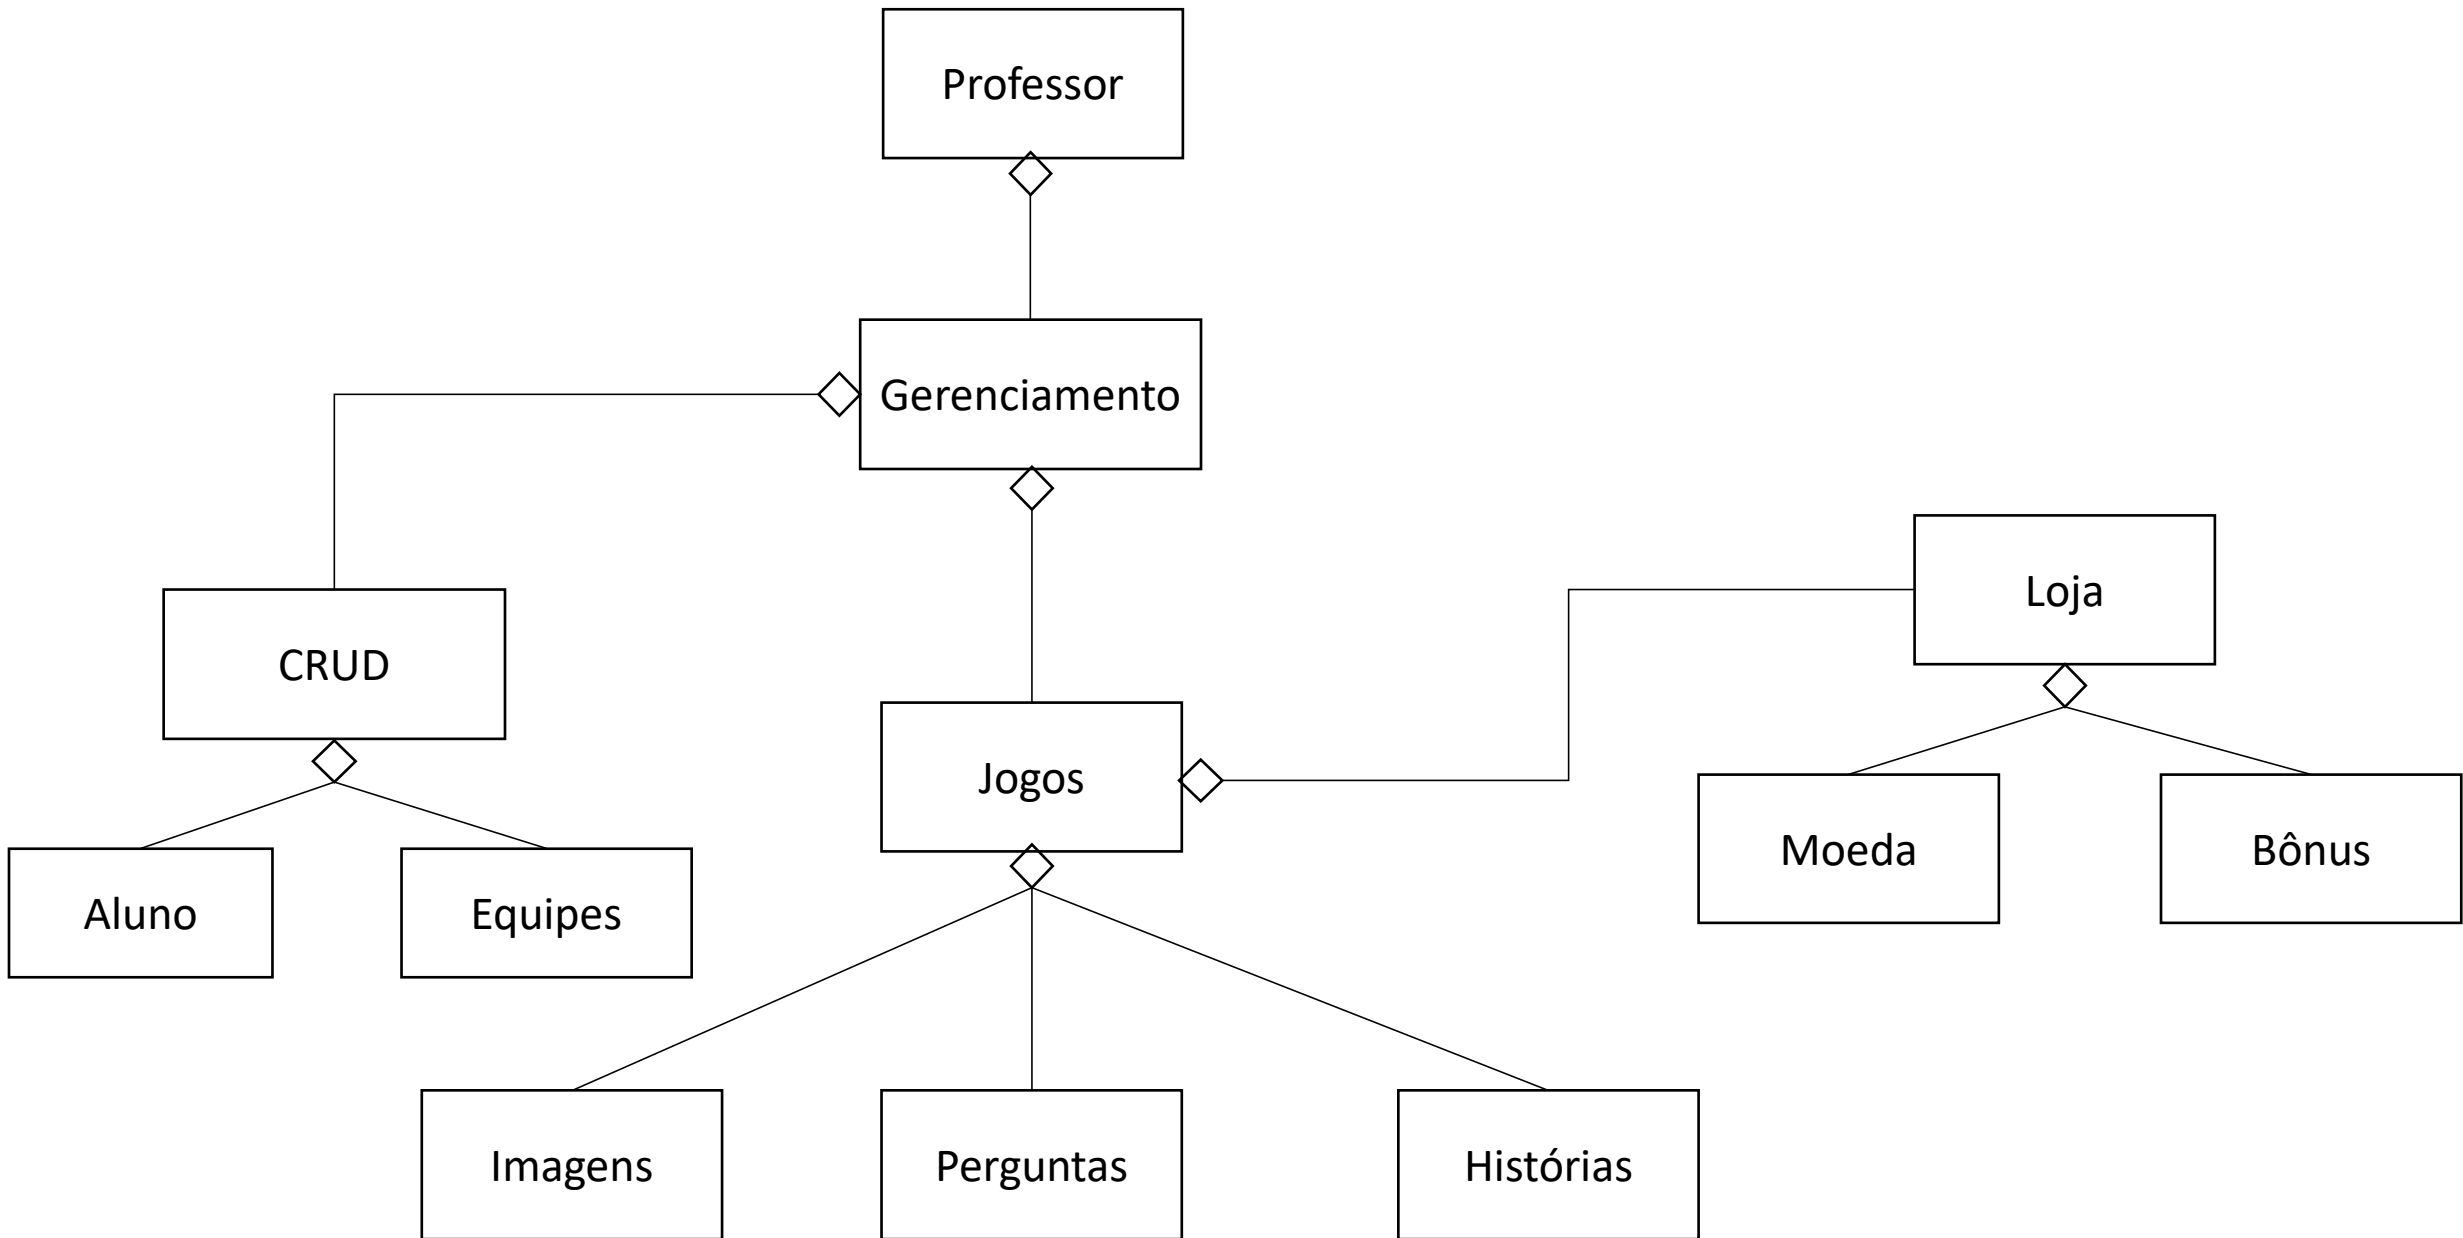 Professor
Gerenciamento
Loja
CRUD
Jogos
Moeda
Bônus
Aluno
Equipes
Imagens
Perguntas
Histórias